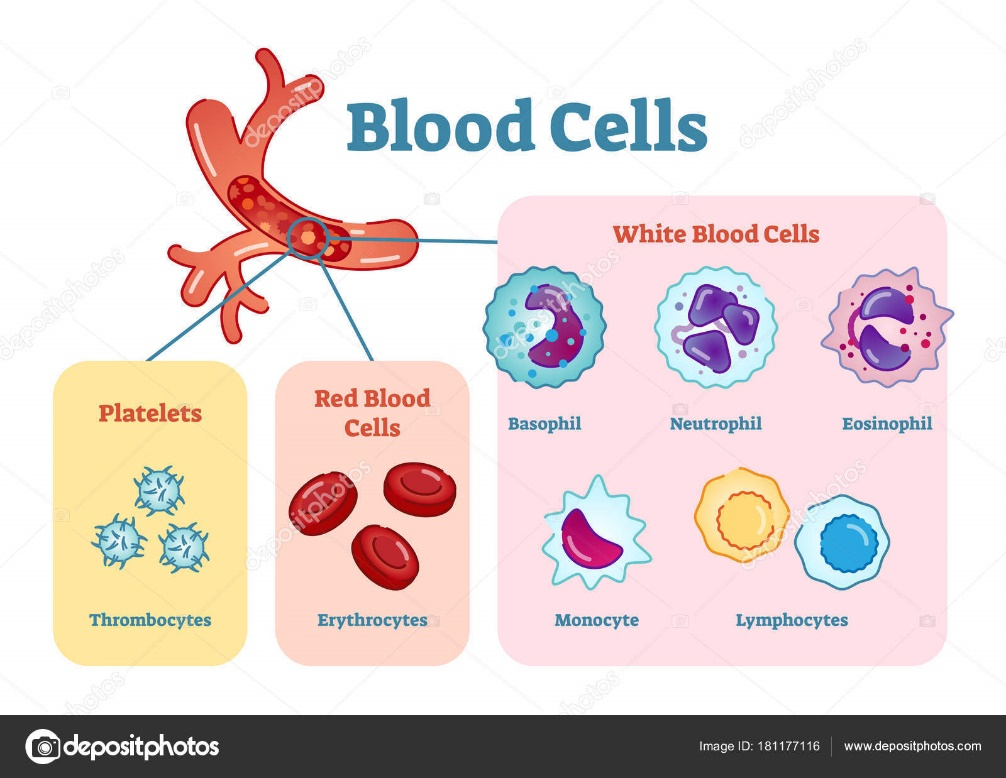 Blood Cells
White Blood Cells
Basophil
Neutrophil
Eosinophil
Monocyte
Lymphocytes
Platelets
Thrombocytes
Red Blood
Cells
Erythrocytes
depositphotos
Image ID: 181177116
www.depositphotos.com